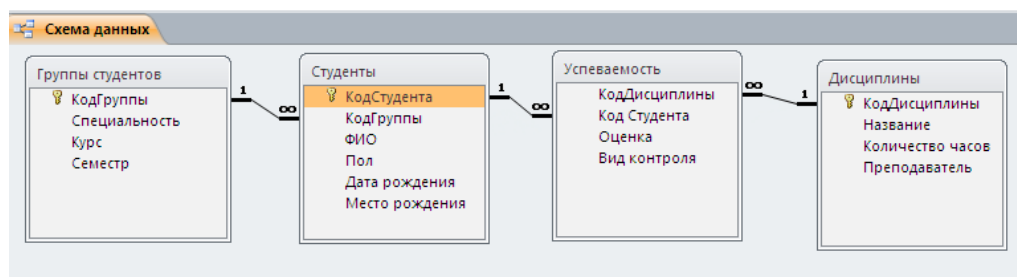 Схема данных
Группы студентов
КодГруппы
Специальность
Курс
Семестр
1
∞
Студенты
КодСтудента
КодГруппы
ФИО
Пол
Дата рождения
Место рождения
1
∞
Успеваемость
КодДисциплины
Код Студента
Оценка
Вид контроля
∞
1
Дисциплины
КодДисциплины
Название
Количество часов
Преподаватель